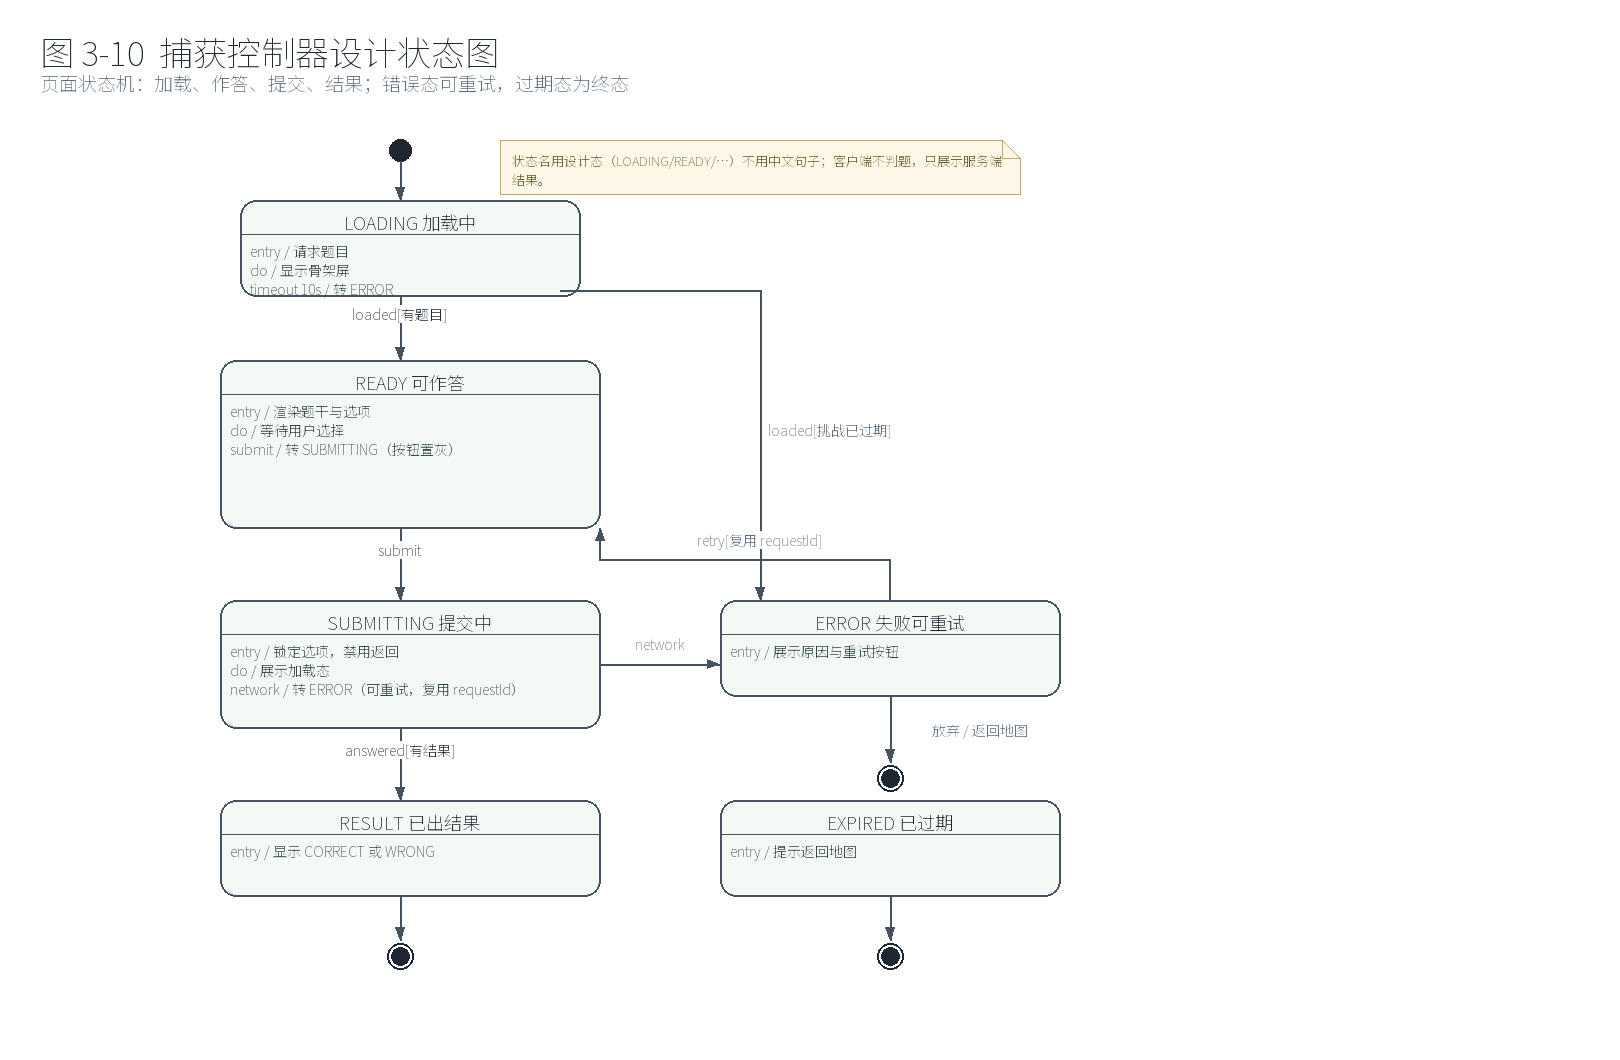 图 3-10 捕获控制器设计状态图
页面状态机：加载、作答、提交、结果；错误态可重试，过期态为终态
状态名用设计态（LOADING/READY/…）不用中文句子；客户端不判题，只展示服务端
结果。
LOADING 加载中
entry / 请求题目
do / 显示骨架屏
timeout 10s / 转 ERROR
loaded[有题目]
READY 可作答
entry / 渲染题干与选项
do / 等待用户选择
submit / 转 SUBMITTING（按钮置灰）
loaded[挑战已过期]
submit
retry[复用 requestId]
SUBMITTING 提交中
entry / 锁定选项，禁用返回
do / 展示加载态
network / 转 ERROR（可重试，复用 requestId）
network
ERROR 失败可重试
entry / 展示原因与重试按钮
answered[有结果]
放弃 / 返回地图
RESULT 已出结果
entry / 显示 CORRECT 或 WRONG
EXPIRED 已过期
entry / 提示返回地图